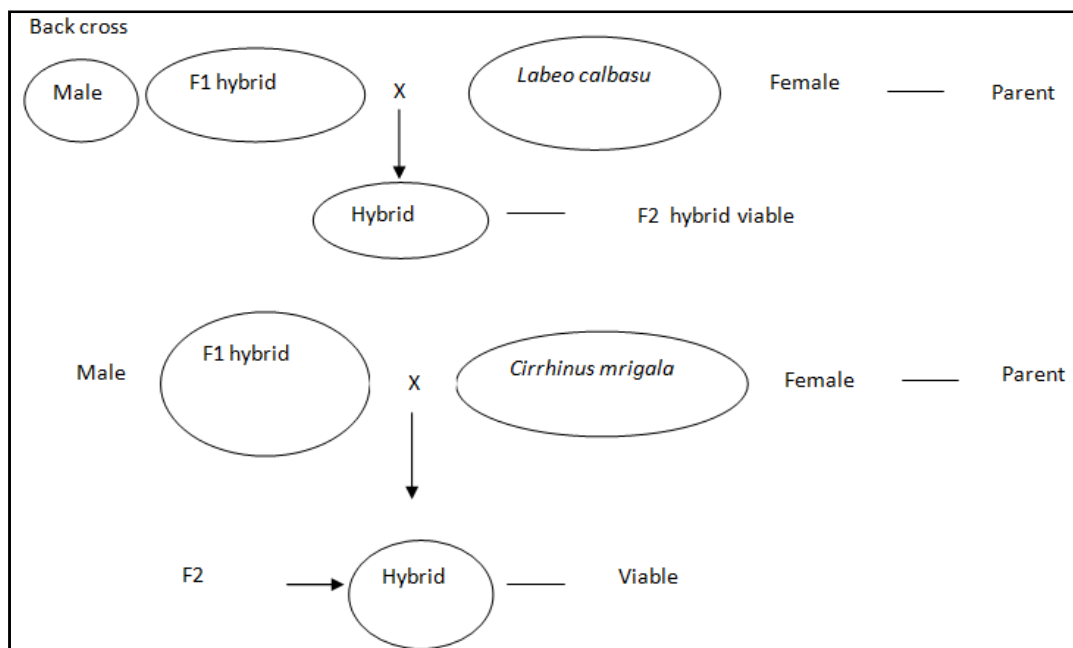 Back cross
Male F1 hybrid X Labeo calbasu Female Parent
Hybrid F2 hybrid viable
Male F1 hybrid X Cirrhinus mrigala Female Parent
F2 Hybrid Viable